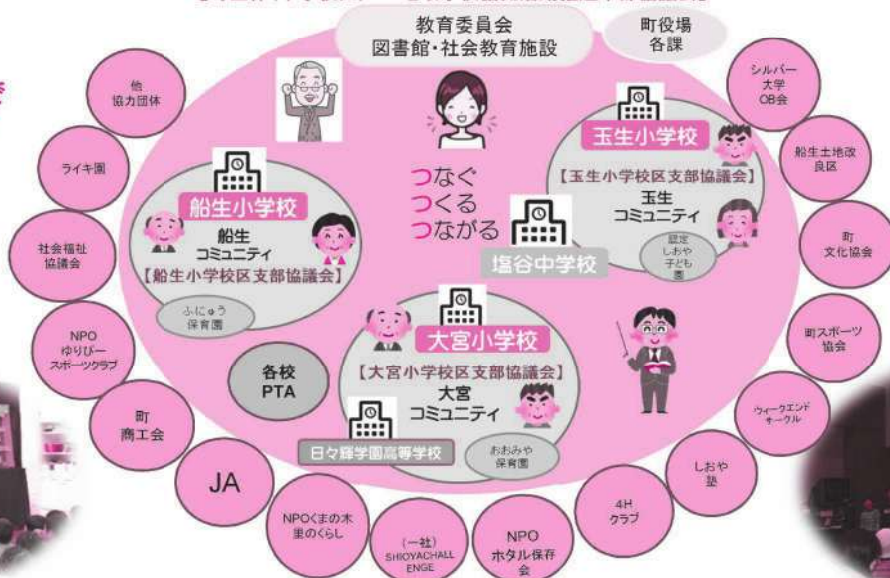 教育委員会
図書館・社会教育施設
町役場
各課
他
協力団体
ライキ園
社会福祉
協議会
NPO
ゆりぴー
スポーツクラブ
町
商工会
JA
NPOくまの木
里のくらし
(一社)
SHIOYACHALL
ENGE
NPO
ホタル保存
会
4H
クラブ
しおや
塾
ウィークエンド
サークル
町スポーツ
協会
町
文化協会
船生土地改
良区
シルバー
大学
OB会
つなぐ
つくる
つながる
船生小学校
船生
コミュニティ
【船生小学校区支部協議会】
ふにゅう
保育園
玉生小学校
【玉生小学校区支部協議会】
玉生
コミュニティ
認定
しおや
子ども
園
塩谷中学校
大宮小学校
【大宮小学校区支部協議会】
大宮
コミュニティ
おおみや
保育園
日々輝学園高等学校
各校
PTA